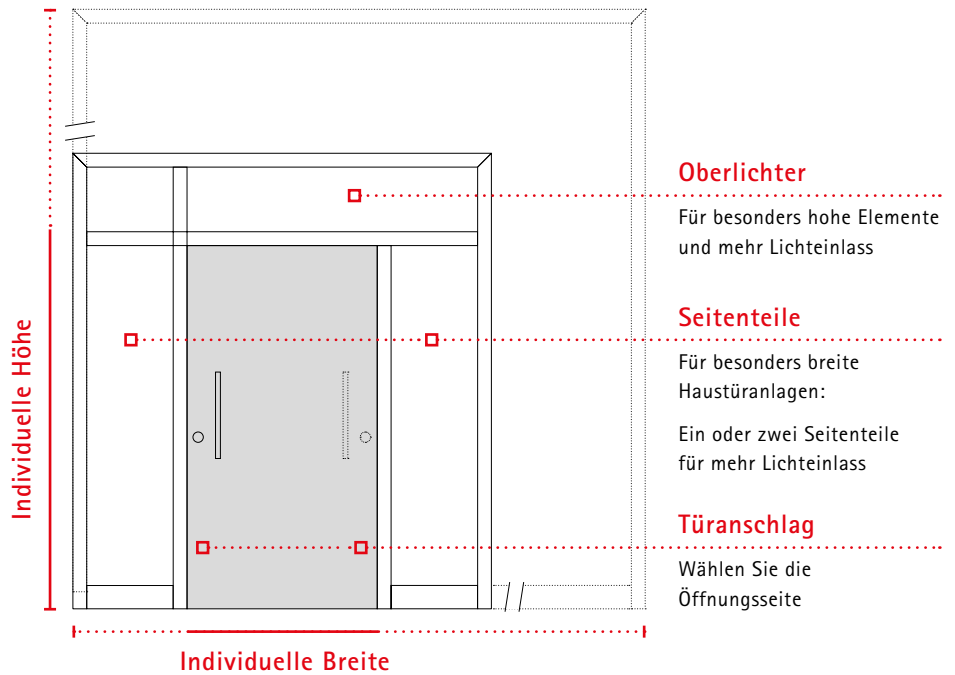 Oberlichter
Für besonders hohe Elemente
und mehr Lichteinlass
Seitenteile
Für besonders breite
Haustüranlagen:
Ein oder zwei Seitenteile
für mehr Lichteinlass
Türanschlag
Wählen Sie die
Öffnungsseite
Individuelle Höhe
Individuelle Breite